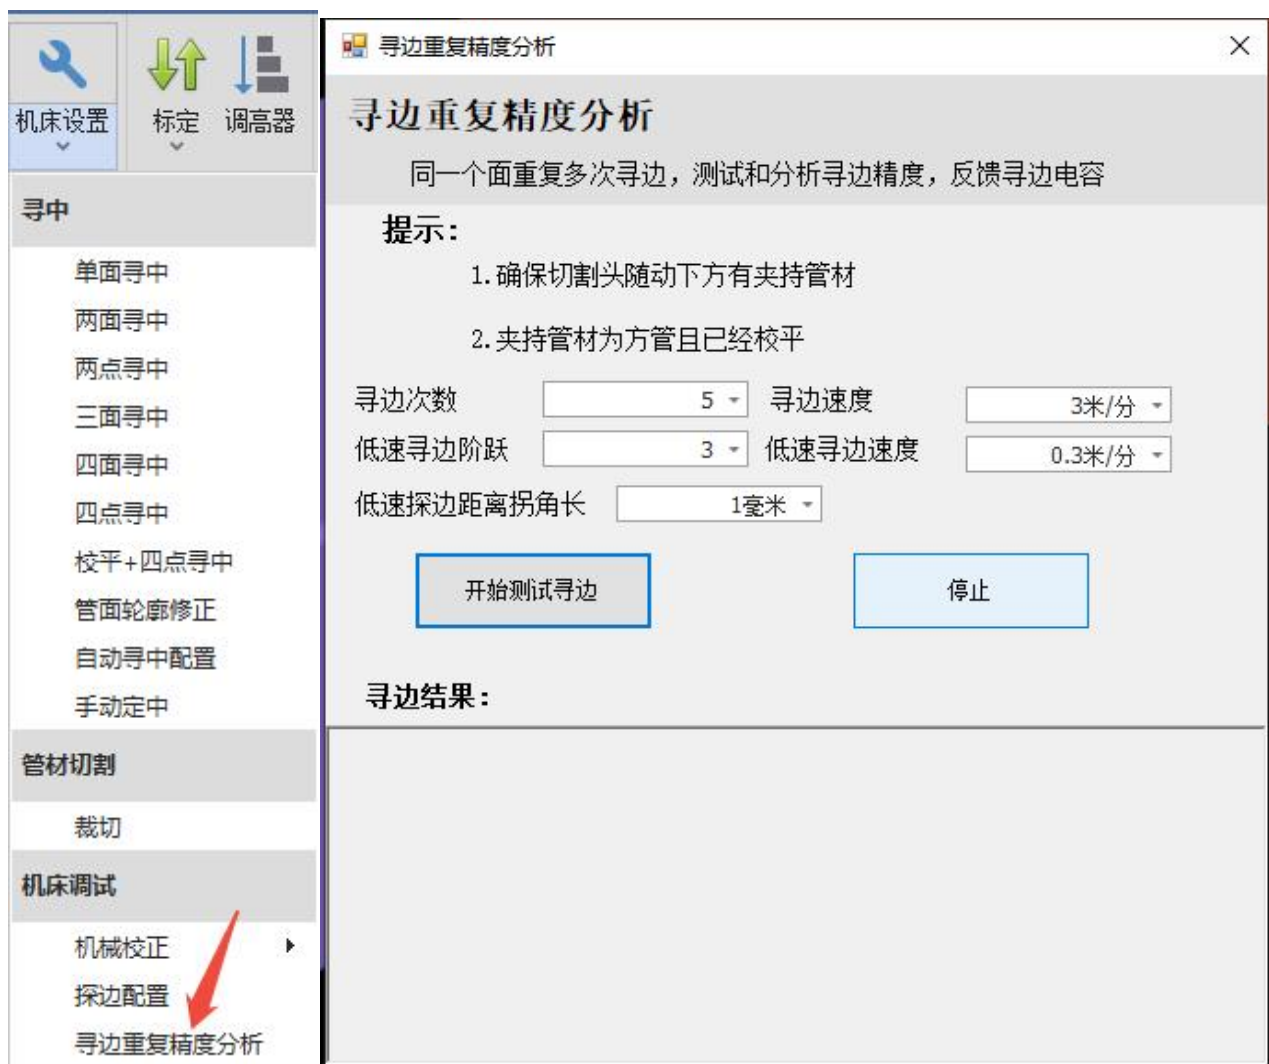 机床设置
标定
调高器
寻中
单面寻中
两面寻中
两点寻中
三面寻中
四面寻中
四点寻中
校平+四点寻中
管面轮廓修正
自动寻中配置
手动定中
管材切割
裁切
机床调试
机械校正
探边配置
寻边重复精度分析
寻边重复精度分析
寻边重复精度分析
同一个面重复多次寻边，测试和分析寻边精度，反馈寻边电容
提示：
1.确保切割头随动下方有夹持管材
2.夹持管材为方管且已经校平
寻边次数 5 寻边速度 3米/分
低速寻边阶跃 3 低速寻边速度 0.3米/分
低速探边距离拐角长 1毫米
开始测试寻边 停止
寻边结果：